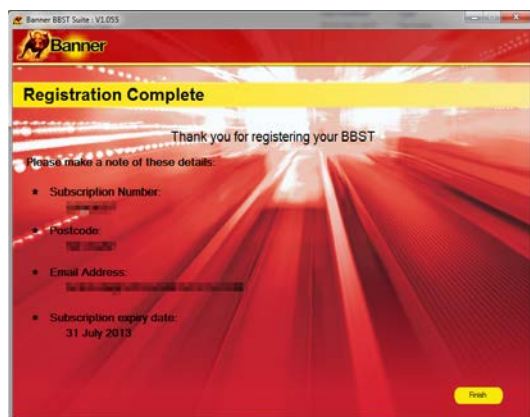 Banner BBST Suite : V1.055
Banner
Registration Complete
Thank you for registering your BBST
Please make a note of these details:
* Subscription Number:
* Postcode:
* Email Address:
* Subscription expiry date:
31 July 2013
Finish